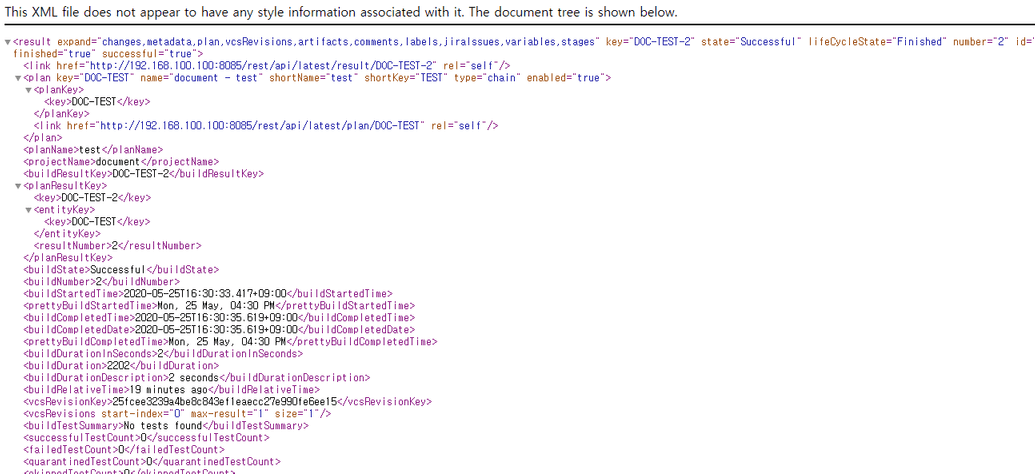 This XML file does not appear to have any style information associated with it. The document tree is shown below.
▼<result expand="changes,metadata,plan,vcsRevisions,artifacts,comments,labels,jiraIssues,variables,stages" key="DOC-TEST-2" state="Successful" lifeCycleState="Finished" number="2" id="
finished="true" successful="true">
<link href="http://192.168.100.100:8085/rest/api/latest/result/DOC-TEST-2" rel="self"/>
▼<plan key="DOC-TEST" name="document - test" shortName="test" shortKey="TEST" type="chain" enabled="true">
▼<planKey>
<key>DOC-TEST</key>
</planKey>
<link href="http://192.168.100.100:8085/rest/api/latest/plan/DOC-TEST" rel="self"/>
</plan>
<planName>test</planName>
<projectName>document</projectName>
<buildResultKey>DOC-TEST-2</buildResultKey>
▼<planResultKey>
<key>DOC-TEST-2</key>
▼<entityKey>
<key>DOC-TEST</key>
</entityKey>
<resultNumber>2</resultNumber>
</planResultKey>
<buildState>Successful</buildState>
<buildNumber>2</buildNumber>
<buildStartedTime>2020-05-25T16:30:33.417+09:00</buildStartedTime>
<prettyBuildStartedTime>Mon, 25 May, 04:30 PM</prettyBuildStartedTime>
<buildCompletedTime>2020-05-25T16:30:35.619+09:00</buildCompletedTime>
<buildCompletedDate>2020-05-25T16:30:35.619+09:00</buildCompletedDate>
<prettyBuildCompletedTime>Mon, 25 May, 04:30 PM</prettyBuildCompletedTime>
<buildDurationInSeconds>2</buildDurationInSeconds>
<buildDuration>2202</buildDuration>
<buildDurationDescription>2 seconds</buildDurationDescription>
<buildRelativeTime>19 minutes ago</buildRelativeTime>
<vcsRevisionKey>25fcee3239a4be8c843ef1eaecc27e990fe6ee15</vcsRevisionKey>
<vcsRevisions start-index="0" max-result="1" size="1"/>
<buildTestSummary>No tests found</buildTestSummary>
<successfulTestCount>0</successfulTestCount>
<failedTestCount>0</failedTestCount>
<quarantinedTestCount>0</quarantinedTestCount>
<skippedTestCount>0</skippedTestCount>